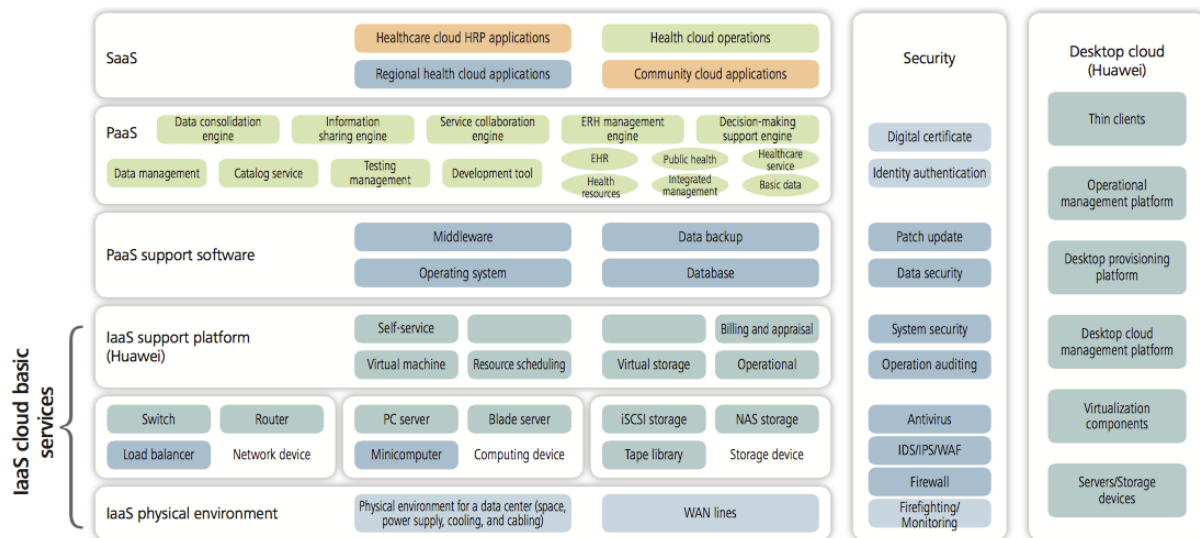 SaaS
Healthcare cloud HRP applications
Health cloud operations
Regional health cloud applications
Community cloud applications
PaaS
Data consolidation
engine
Information
sharing engine
Service collaboration
engine
ERH management
engine
Decision-making
support engine
Data management
Catalog service
Testing
management
Development tool
EHR
Public health
Healthcare
service
Health
resources
Integrated
management
Basic data
PaaS support software
Middleware
Data backup
Operating system
Database
IaaS cloud basic
services
IaaS support platform
(Huawei)
Self-service
Billing and appraisal
Virtual machine
Resource scheduling
Virtual storage
Operational
Switch
Router
Load balancer
Network device
PC server
Blade server
Minicomputer
Computing device
iSCSI storage
NAS storage
Tape library
Storage device
IaaS physical environment
Physical environment for a data center (space,
power supply, cooling, and cabling)
WAN lines
Security
Digital certificate
Identity authentication
Patch update
Data security
System security
Operation auditing
Antivirus
IDS/IPS/WAF
Firewall
Firefighting/
Monitoring
Desktop cloud
(Huawei)
Thin clients
Operational
management platform
Desktop provisioning
platform
Desktop cloud
management platform
Virtualization
components
Servers/Storage
devices